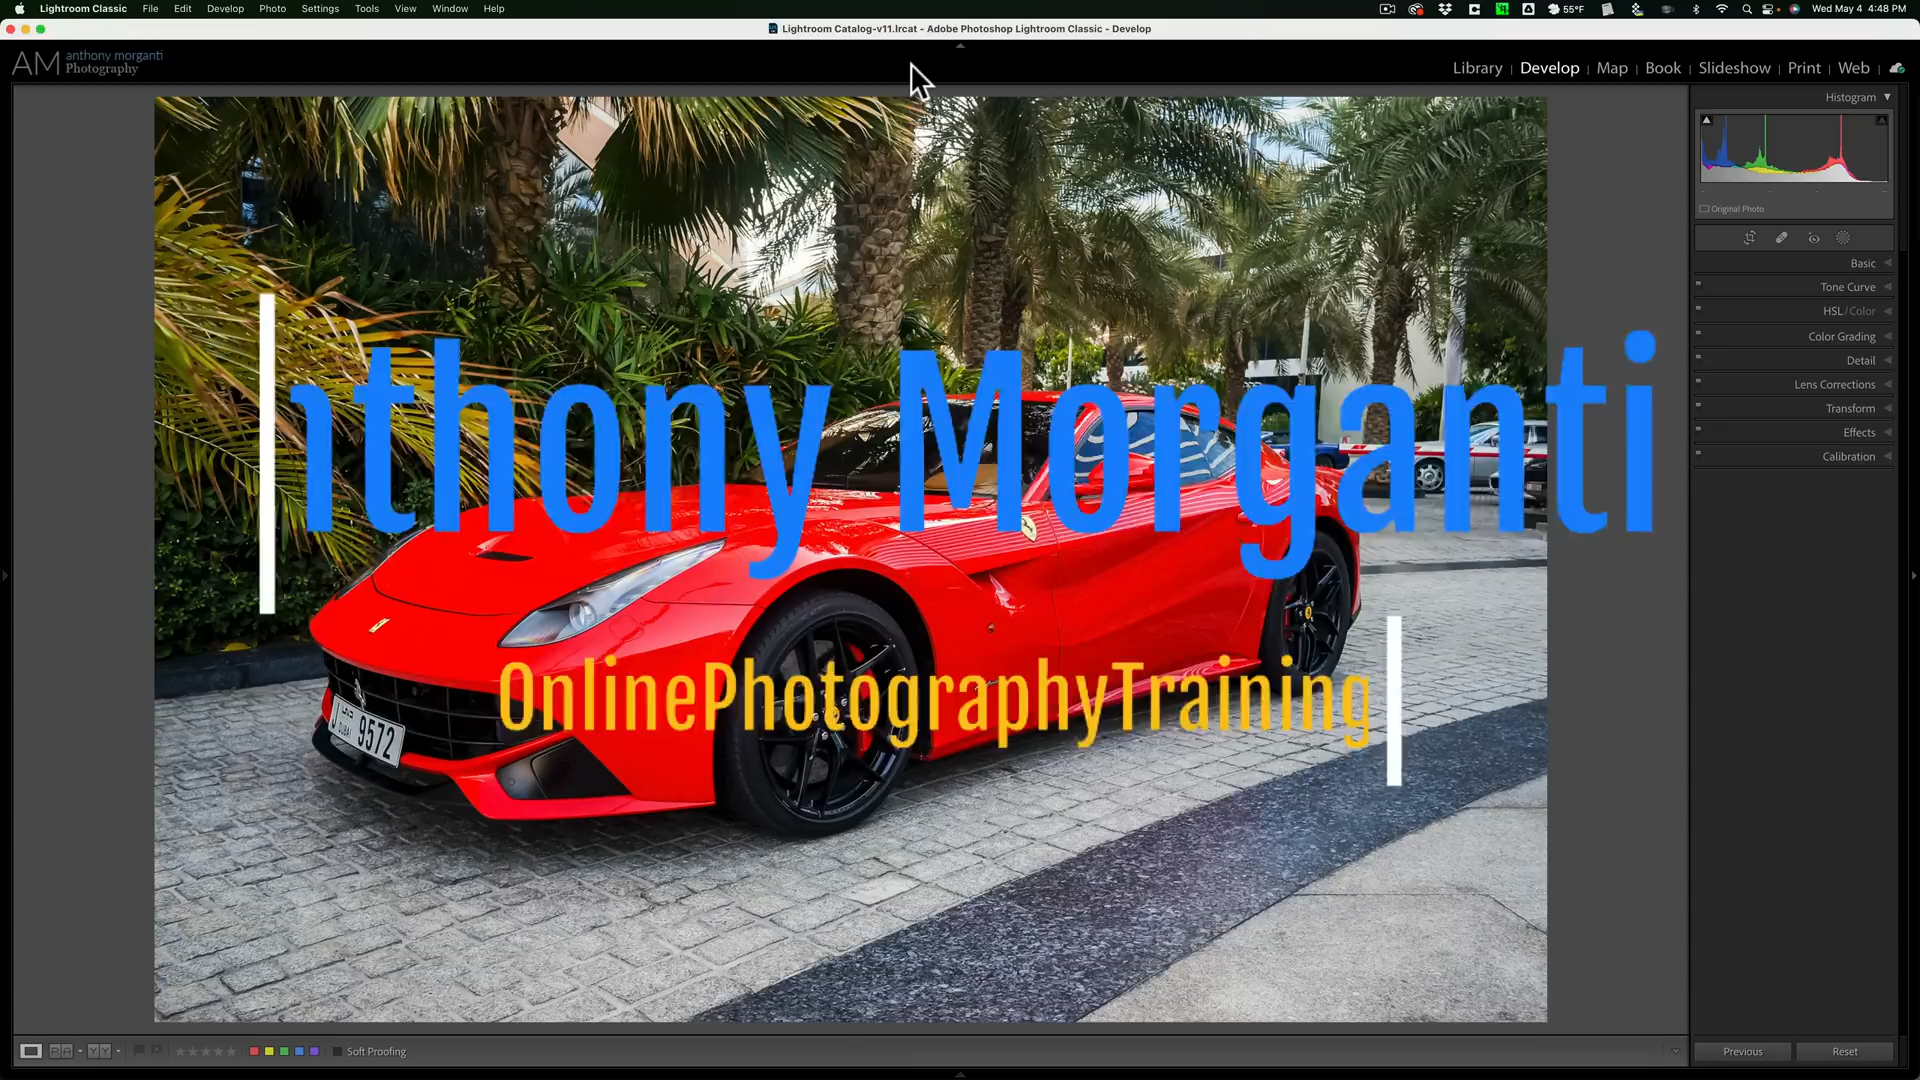 Lightroom Classic File Edit Develop Photo Settings Tools View Window Help 55°F Wed May 4 4:48 PM
Lightroom Catalog-v11.lrcat - Adobe Photoshop Lightroom Classic - Develop
AM anthony morganti
Photography
Library | Develop | Map | Book | Slideshow | Print | Web
Histogram
Original Photo
Basic
Tone Curve
HSL / Color
Color Grading
Detail
Lens Corrections
Transform
Effects
Calibration
nthony Morganti
OnlinePhotographyTraining
J DUBAI 9572
Soft Proofing
Previous Reset